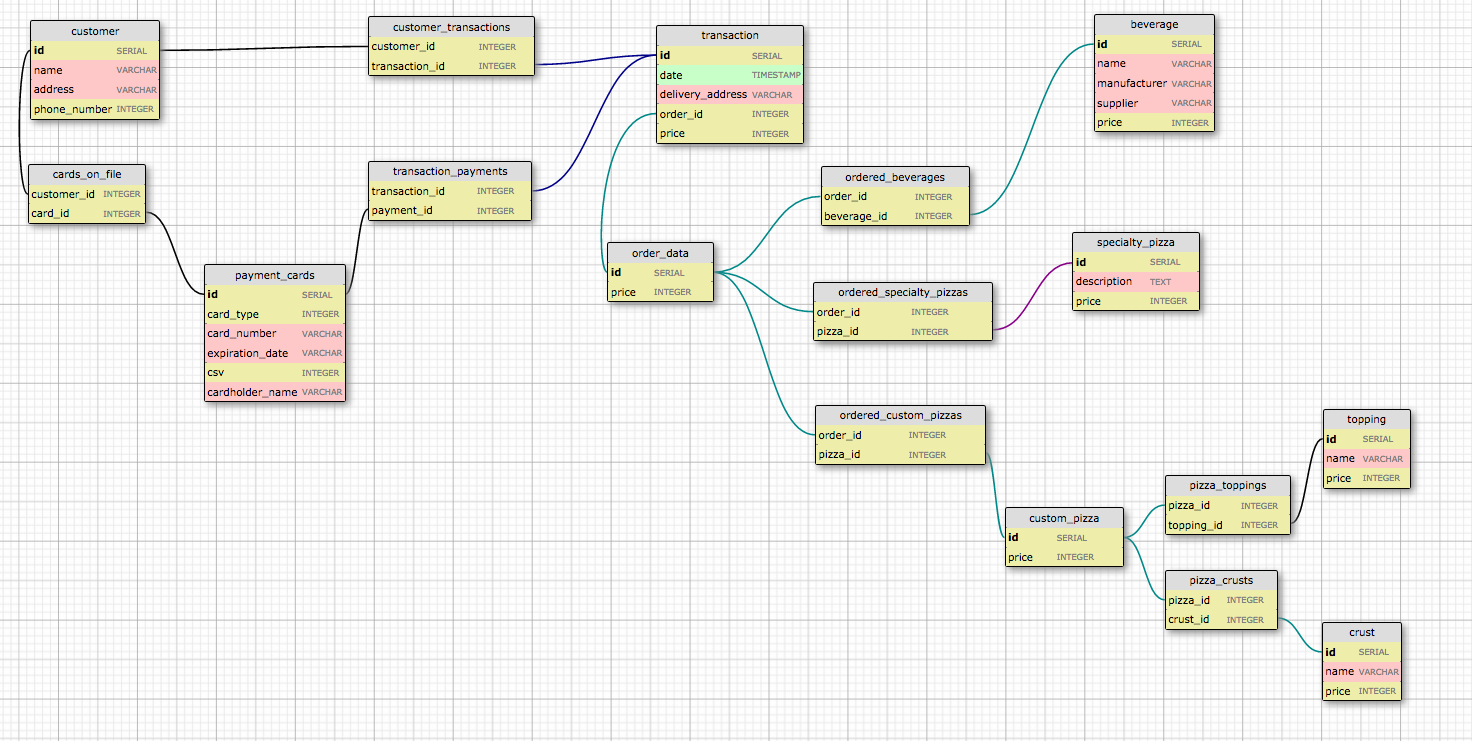 customer
id SERIAL
name VARCHAR
address VARCHAR
phone_number INTEGER
customer_transactions
customer_id INTEGER
transaction_id INTEGER
transaction
id SERIAL
date TIMESTAMP
delivery_address VARCHAR
order_id INTEGER
price INTEGER
beverage
id SERIAL
name VARCHAR
manufacturer VARCHAR
supplier VARCHAR
price INTEGER
cards_on_file
customer_id INTEGER
card_id INTEGER
transaction_payments
transaction_id INTEGER
payment_id INTEGER
ordered_beverages
order_id INTEGER
beverage_id INTEGER
order_data
id SERIAL
price INTEGER
specialty_pizza
id SERIAL
description TEXT
price INTEGER
payment_cards
id SERIAL
card_type INTEGER
card_number VARCHAR
expiration_date VARCHAR
csv INTEGER
cardholder_name VARCHAR
ordered_specialty_pizzas
order_id INTEGER
pizza_id INTEGER
ordered_custom_pizzas
order_id INTEGER
pizza_id INTEGER
topping
id SERIAL
name VARCHAR
price INTEGER
pizza_toppings
pizza_id INTEGER
topping_id INTEGER
custom_pizza
id SERIAL
price INTEGER
pizza_crusts
pizza_id INTEGER
crust_id INTEGER
crust
id SERIAL
name VARCHAR
price INTEGER